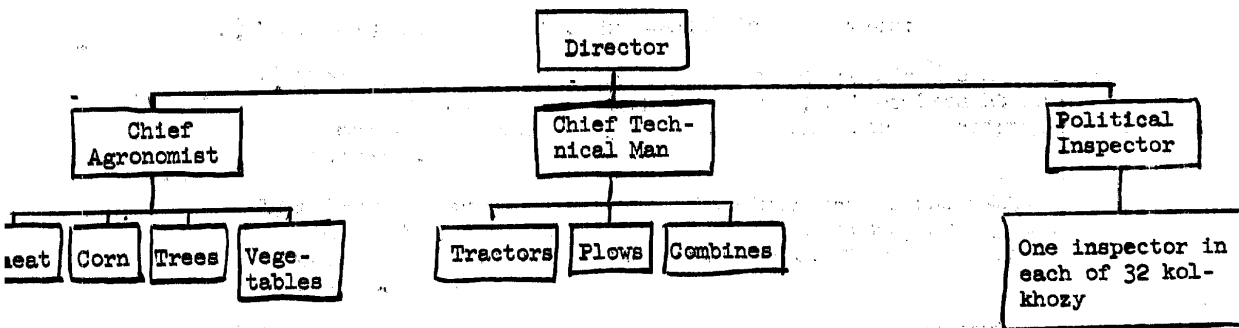 Director
Chief
Agronomist
Chief Tech-
nical Man
Political
Inspector
Corn
Trees
Vege-
tables
Tractors
Plows
Combines
One inspector in
each of 32 kol-
khozy